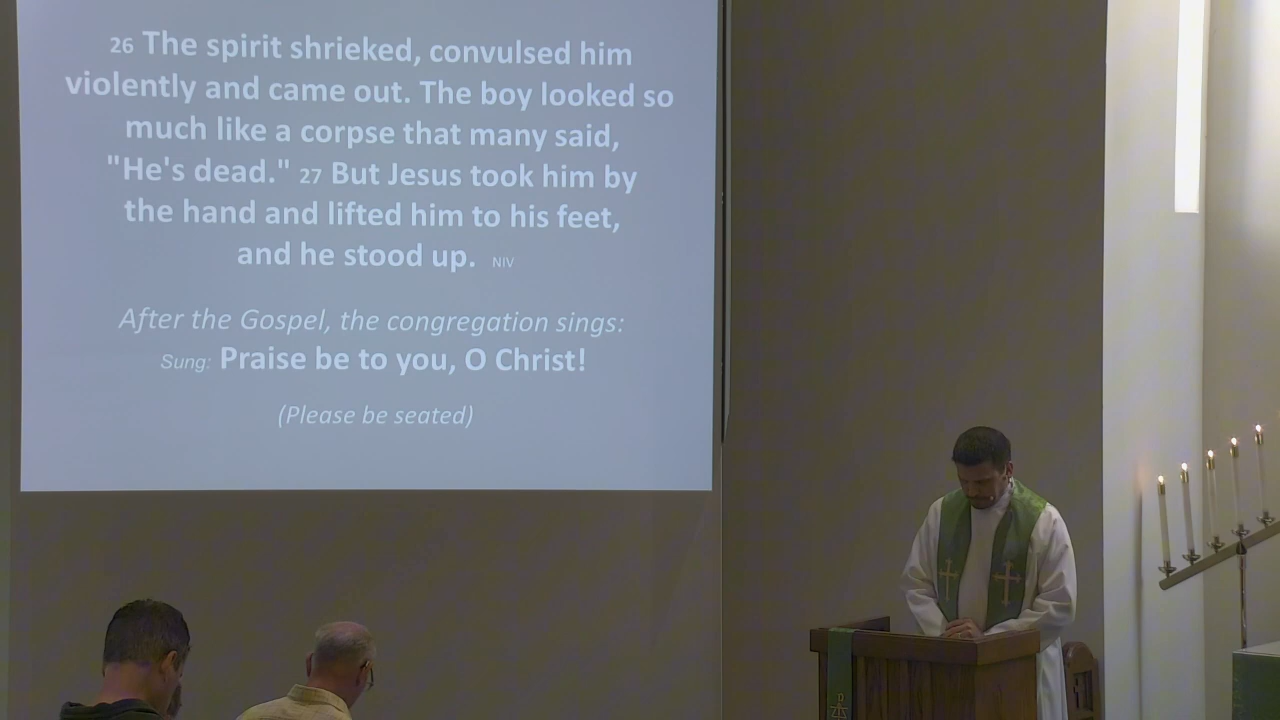 26 The spirit shrieked, convulsed him
violently and came out. The boy looked so
much like a corpse that many said,
"He's dead." 27 But Jesus took him by
the hand and lifted him to his feet,
and he stood up. NIV
After the Gospel, the congregation sings:
Sung: Praise be to you, O Christ!
(Please be seated)